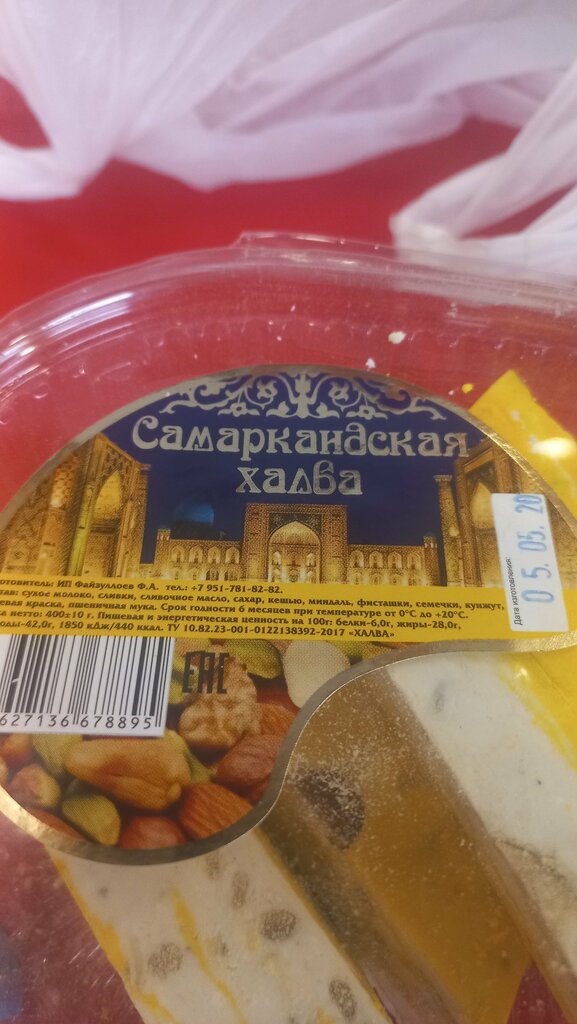 Самаркандская
халва
отовитель: ИП Файзуллоев Ф.А. тел.: +7 951-781-82-82.
тав: сухое молоко, сливки, сливочное масло, сахар, кешью, миндаль, фисташки, семечки, кунжут,
евая краска, пшеничная мука. Срок годности 6 месяцев при температуре от 0°С до +20°С.
а нетто: 400±10 г. Пищевая и энергетическая ценность на 100г: белки-6,0г, жиры-28,0г,
оды-42,0г, 1850 кДж/440 ккал. ТУ 10.82.23-001-0122138392-2017 «ХАЛВА»
Дата изготовления:
05.05.20
EAC
627136 678895